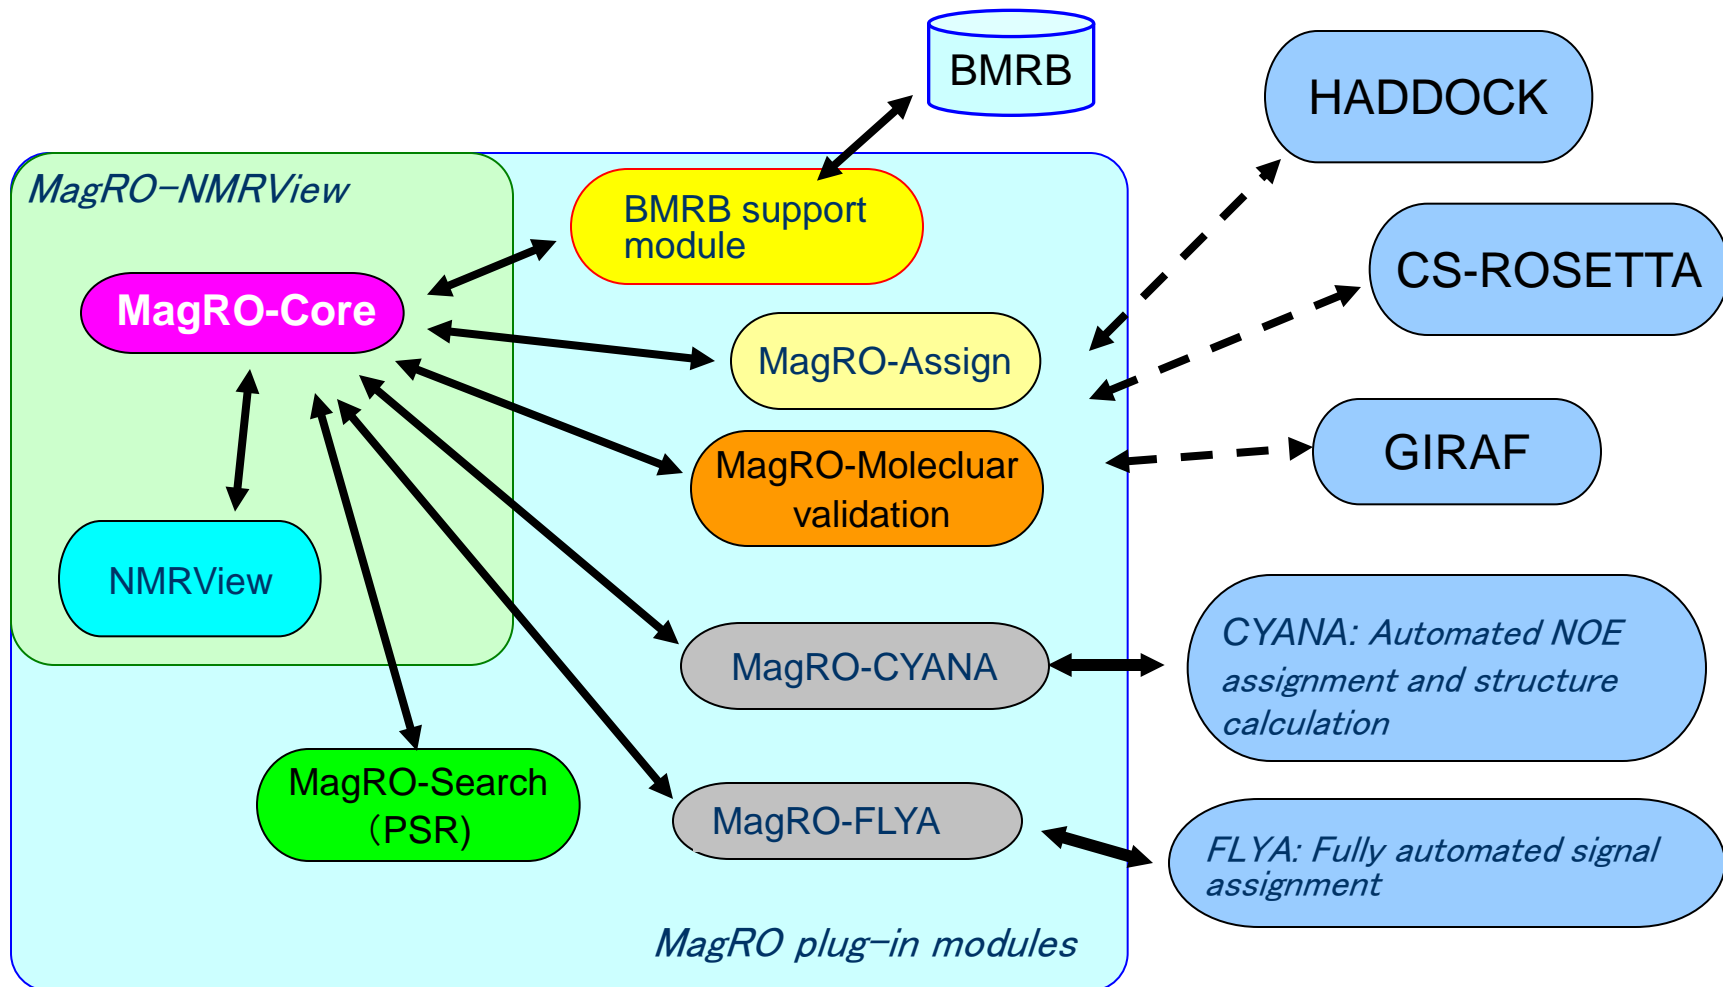 BMRB
HADDOCK
MagRO-NMRView
BMRB support
module
CS-ROSETTA
MagRO-Core
MagRO-Assign
GIRAF
MagRO-Molecluar
validation
NMRView
CYANA: Automated NOE
assignment and structure
calculation
MagRO-CYANA
MagRO-Search
(PSR)
MagRO-FLYA
FLYA: Fully automated signal
assignment
MagRO plug-in modules